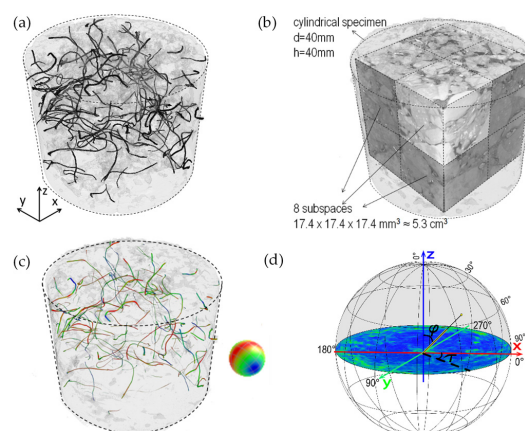 (a)
z
y x
(b)
cylindrical specimen
d=40mm
h=40mm
8 subspaces
17.4 x 17.4 x 17.4 mm³ ≈ 5.3 cm³
(c)
(d)
z
0°
30°
60°
90°
φ
270°
180°
x
0°
τ
90°
y